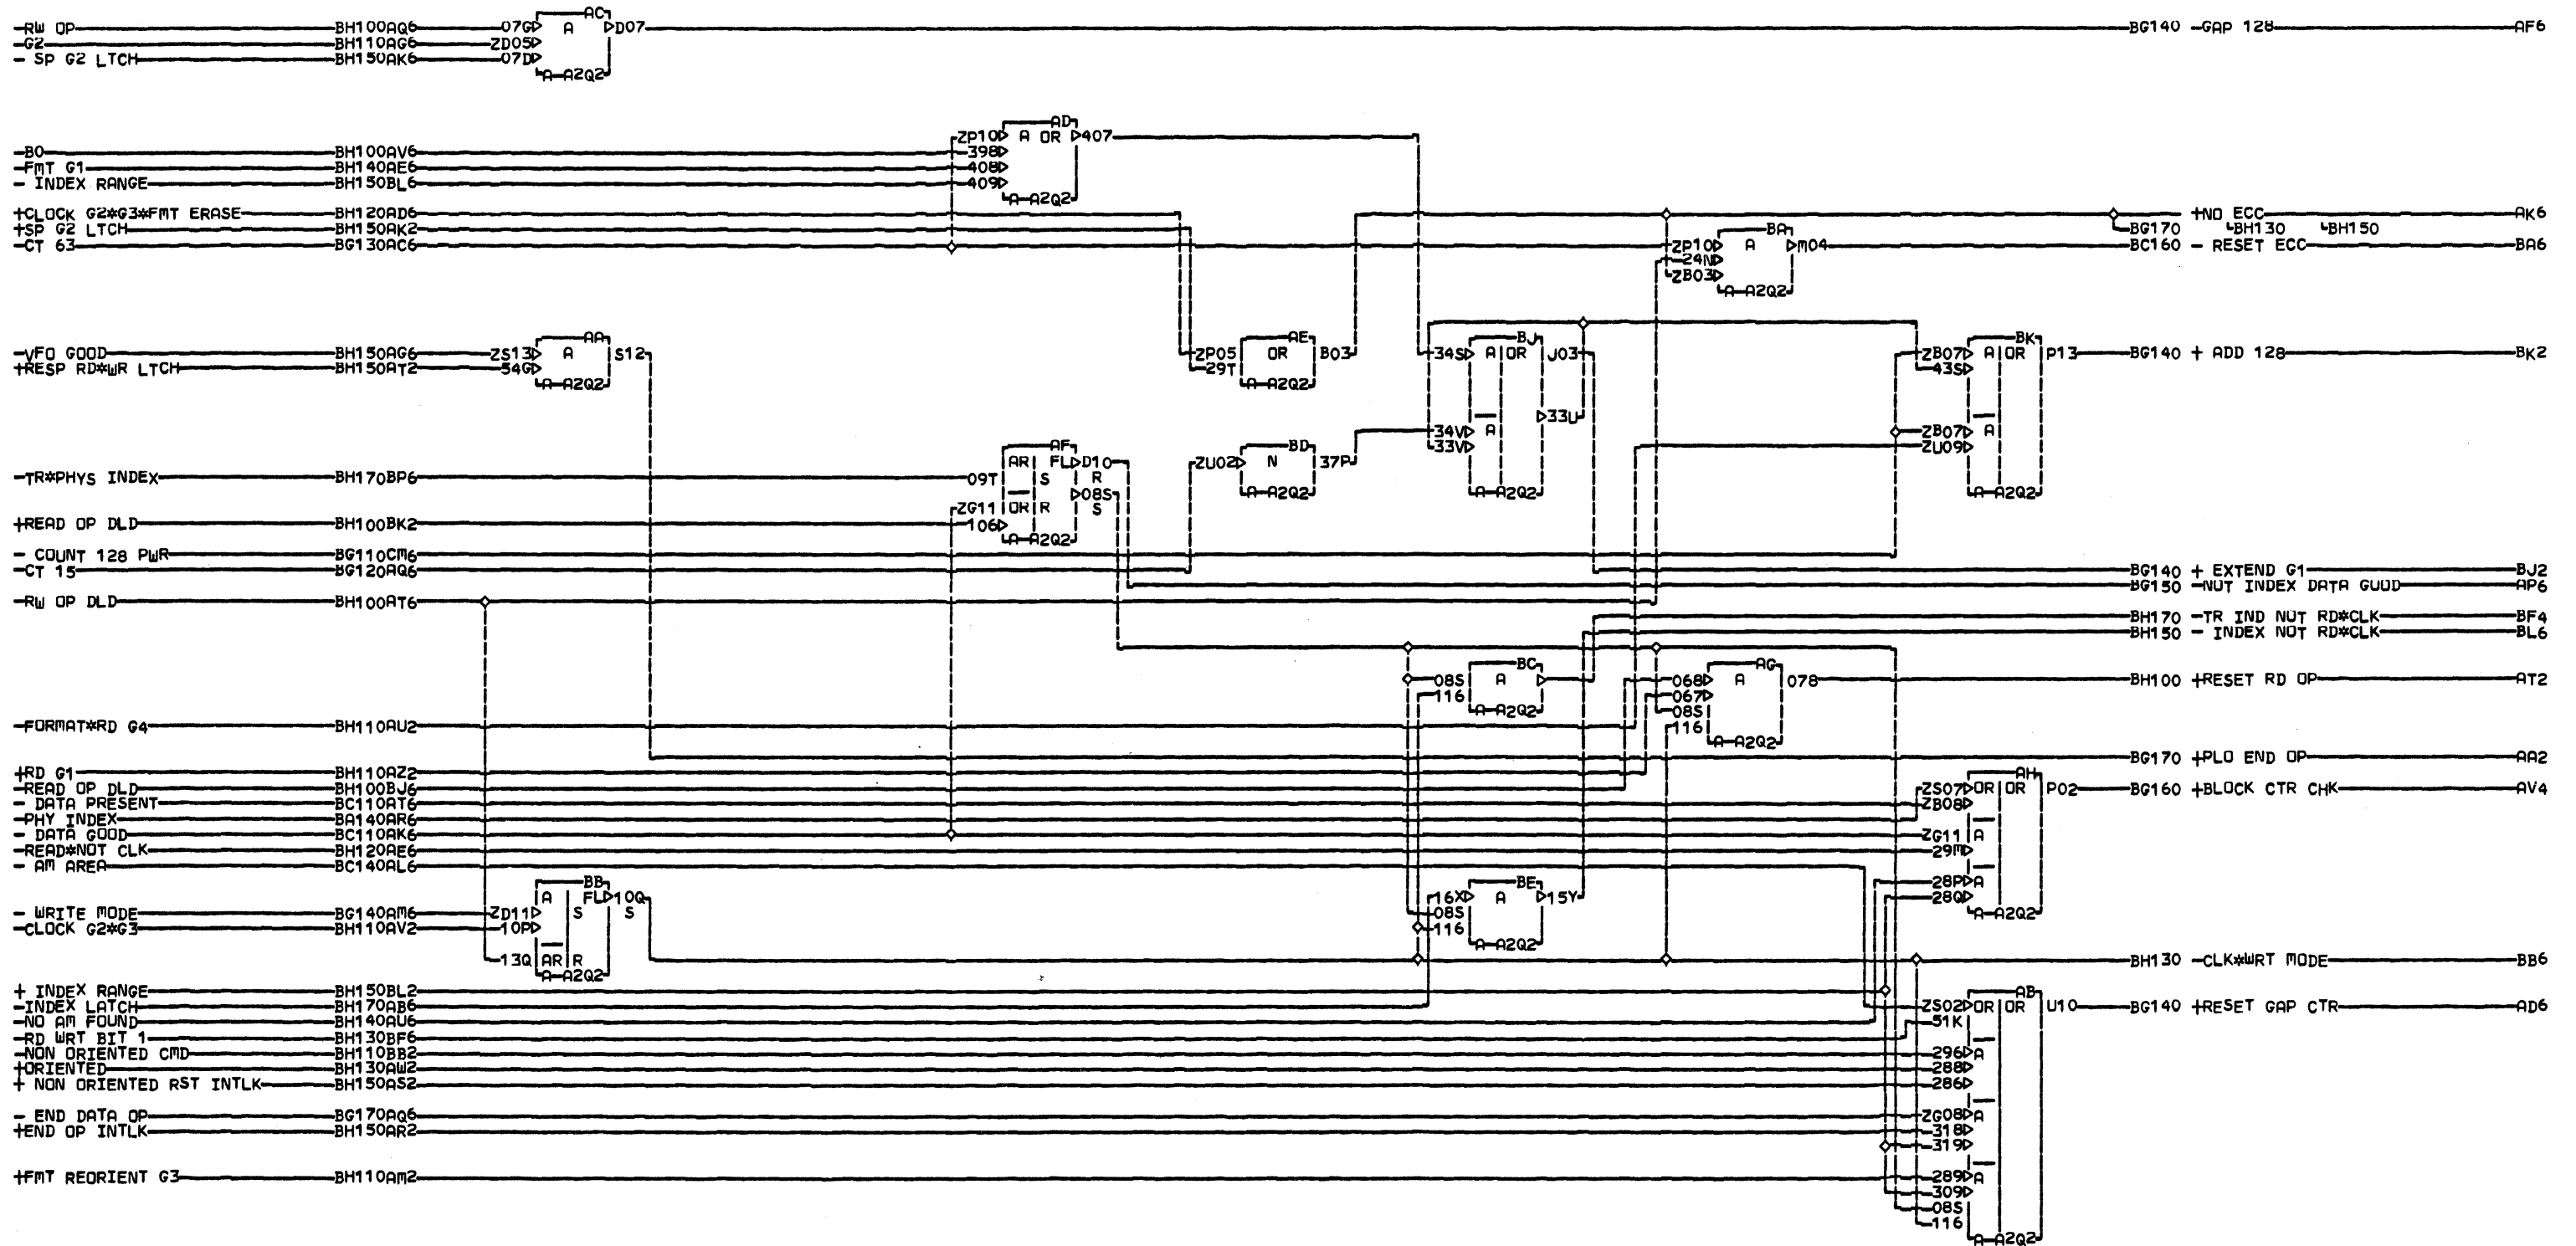 AC
-RW OP BH100AQ6 07G A D07 BG140 -GAP 128 AF6
-G2 BH110AG6 ZD05
- SP G2 LTCH BH150AK6 07D
A-A2Q2
AD
ZP10 A OR 407
-BO BH100AV6 398
-FMT G1 BH140AE6 408
- INDEX RANGE BH150BL6 409
A-A2Q2
+CLOCK G2*G3*FMT ERASE BH120AD6 +NO ECC AK6
+SP G2 LTCH BH150AK2 BA BG170 BH130 BH150
-CT 63 BG130AC6 ZP10 A M04 BC160 - RESET ECC BA6
24N
ZB03
A-A2Q2
AA AE BJ BK
-VFO GOOD BH150AG6 ZS13 A S12 ZP05 OR B03 34S A OR J03 ZB07 A OR P13 BG140 + ADD 128 BK2
+RESP RD*WR LTCH BH150AT2 54G 29T 43S
A-A2Q2 A-A2Q2
33U
34V A ZB07 A
AF BD 33V ZU09
AR FL D10 ZU02 N 37P
-TR*PHYS INDEX BH170BP6 09T S R
08S A-A2Q2 A-A2Q2 A-A2Q2
ZG11 OR R S
+READ OP DLD BH100BK2 106
A-A2Q2
- COUNT 128 PWR BG110CM6
-CT 15 BG120AQ6 BG140 + EXTEND G1 BJ2
BG150 -NOT INDEX DATA GOOD AP6
-RW OP DLD BH100AT6
BH170 -TR IND NOT RD*CLK BF4
BH150 - INDEX NOT RD*CLK BL6
BC AG
08S A 068 A 078 BH100 +RESET RD OP AT2
116 067
A-A2Q2 08S
-FORMAT*RD G4 BH110AU2 116
A-A2Q2
BG170 +PLO END OP AA2
+RD G1 BH110AZ2 AH
-READ OP DLD BH100BJ6 ZS07 OR OR P02 BG160 +BLOCK CTR CHK AV4
- DATA PRESENT BC110AT6 ZB08
-PHY INDEX BA140AR6
- DATA GOOD BC110AK6 ZG11 A
-READ*NOT CLK BH120AE6 29M
- AM AREA BC140AL6
BB BE 28P A
A FL 10Q 16X A 15Y 28Q
- WRITE MODE BG140AM6 ZD11 S S 08S A-A2Q2
-CLOCK G2*G3 BH110AV2 10P 116
A-A2Q2
13Q AR R BH130 -CLK*WRT MODE BB6
A-A2Q2
+ INDEX RANGE BH150BL2 AB
-INDEX LATCH BH170AB6 ZS02 OR OR U10 BG140 +RESET GAP CTR AD6
-NO AM FOUND BH140AU6 51K
-RD WRT BIT 1 BH130BF6
-NON ORIENTED CMD BH110BB2 296 A
+ORIENTED BH130AW2 288
+ NON ORIENTED RST INTLK BH150AS2 286
- END DATA OP BG170AQ6 ZG08 A
+END OP INTLK BH150AR2 318
319
+FMT REORIENT G3 BH110AM2 289 A
309
08S
116
A-A2Q2